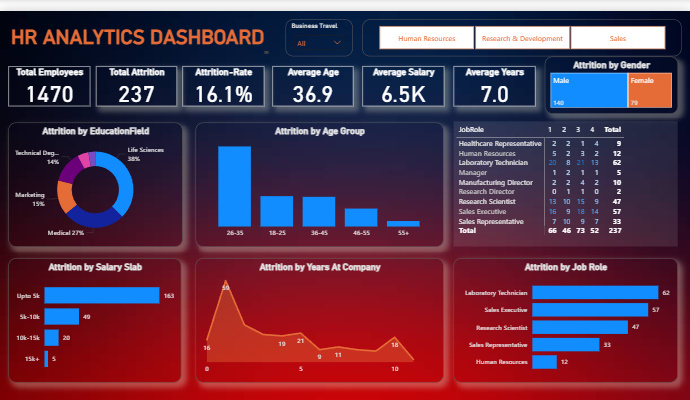 HR ANALYTICS DASHBOARD
Business Travel
All
Human Resources
Research & Development
Sales
Total Employees
1470
Total Attrition
237
Attrition-Rate
16.1%
Average Age
36.9
Average Salary
6.5K
Average Years
7.0
Attrition by Gender
Male
140
Female
79
Attrition by EducationField
Technical Deg...
14%
Life Sciences
38%
Marketing
15%
Medical 27%
Attrition by Age Group
26-35
18-25
36-45
46-55
55+
JobRole 1 2 3 4 Total
Healthcare Representative 2 2 1 4 9
Human Resources 5 2 3 2 12
Laboratory Technician 20 8 21 13 62
Manager 1 2 1 1 5
Manufacturing Director 2 2 4 2 10
Research Director 0 1 1 0 2
Research Scientist 13 10 15 9 47
Sales Executive 16 9 18 14 57
Sales Representative 7 10 9 7 33
Total 66 46 73 52 237
Attrition by Salary Slab
Upto 5k 163
5k-10k 49
10k-15k 20
15k+ 5
Attrition by Years At Company
59
16
19
21
9
11
18
0
5
10
Attrition by Job Role
Laboratory Technician 62
Sales Executive 57
Research Scientist 47
Sales Representative 33
Human Resources 12